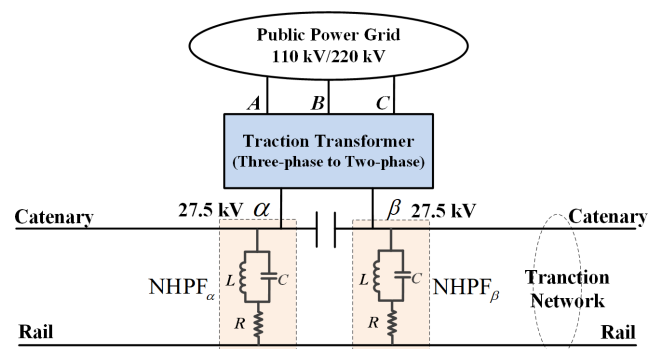 Public Power Grid
110 kV/220 kV
A B C
Traction Transformer
(Three-phase to Two-phase)
Catenary 27.5 kV α β 27.5 kV Catenary
L C L C
NHPFα NHPFβ
R R
Tranction
Network
Rail Rail